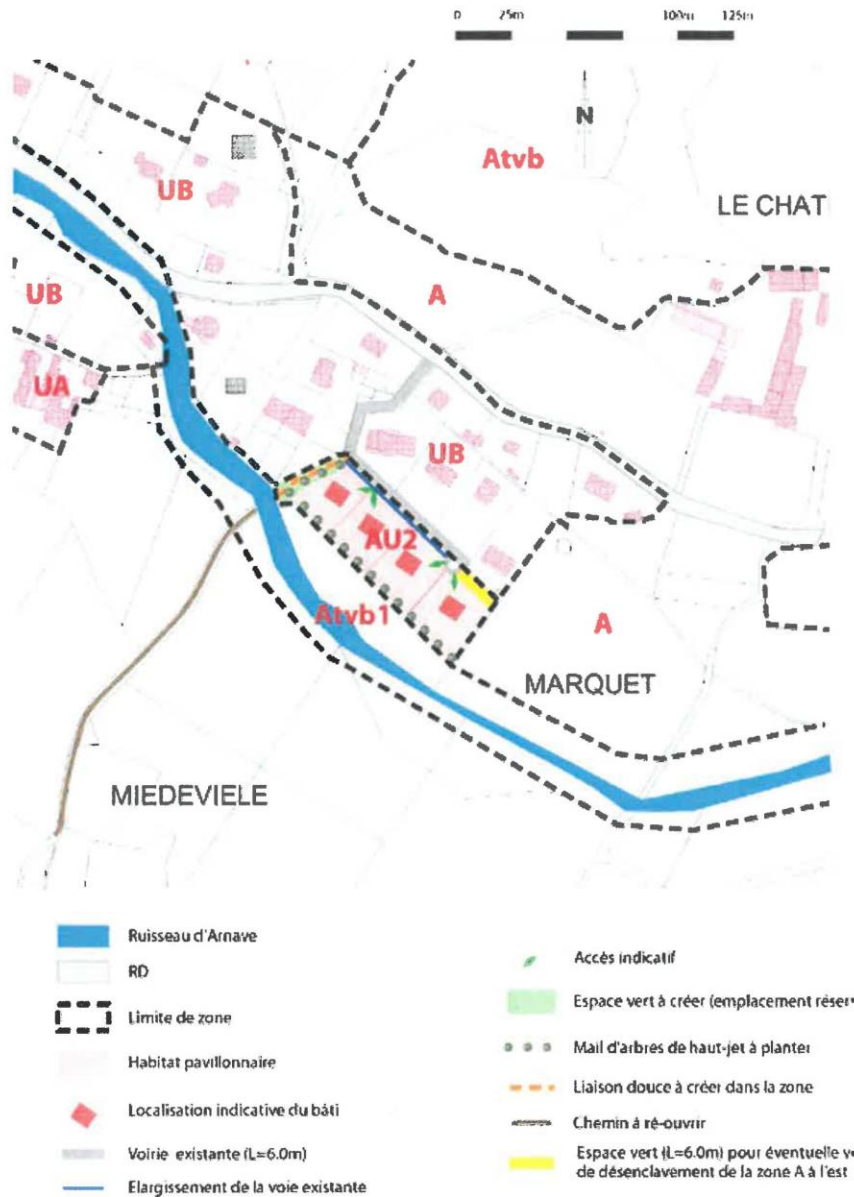 0 25m 100m 125m
N
Atvb
UB
LE CHAT
UB
A
UA
UB
AU2
Atvb1
A
MARQUET
MIEDEVIELE
Ruisseau d'Arnave
RD
Limite de zone
Habitat pavillonnaire
Localisation indicative du bâti
Voirie existante (L=6.0m)
Elargissement de la voie existante
Accès indicatif
Espace vert à créer (emplacement réser
Mail d'arbres de haut-jet à planter
Liaison douce à créer dans la zone
Chemin à ré-ouvrir
Espace vert (L=6.0m) pour éventuelle v
de désenclavement de la zone A à l'est